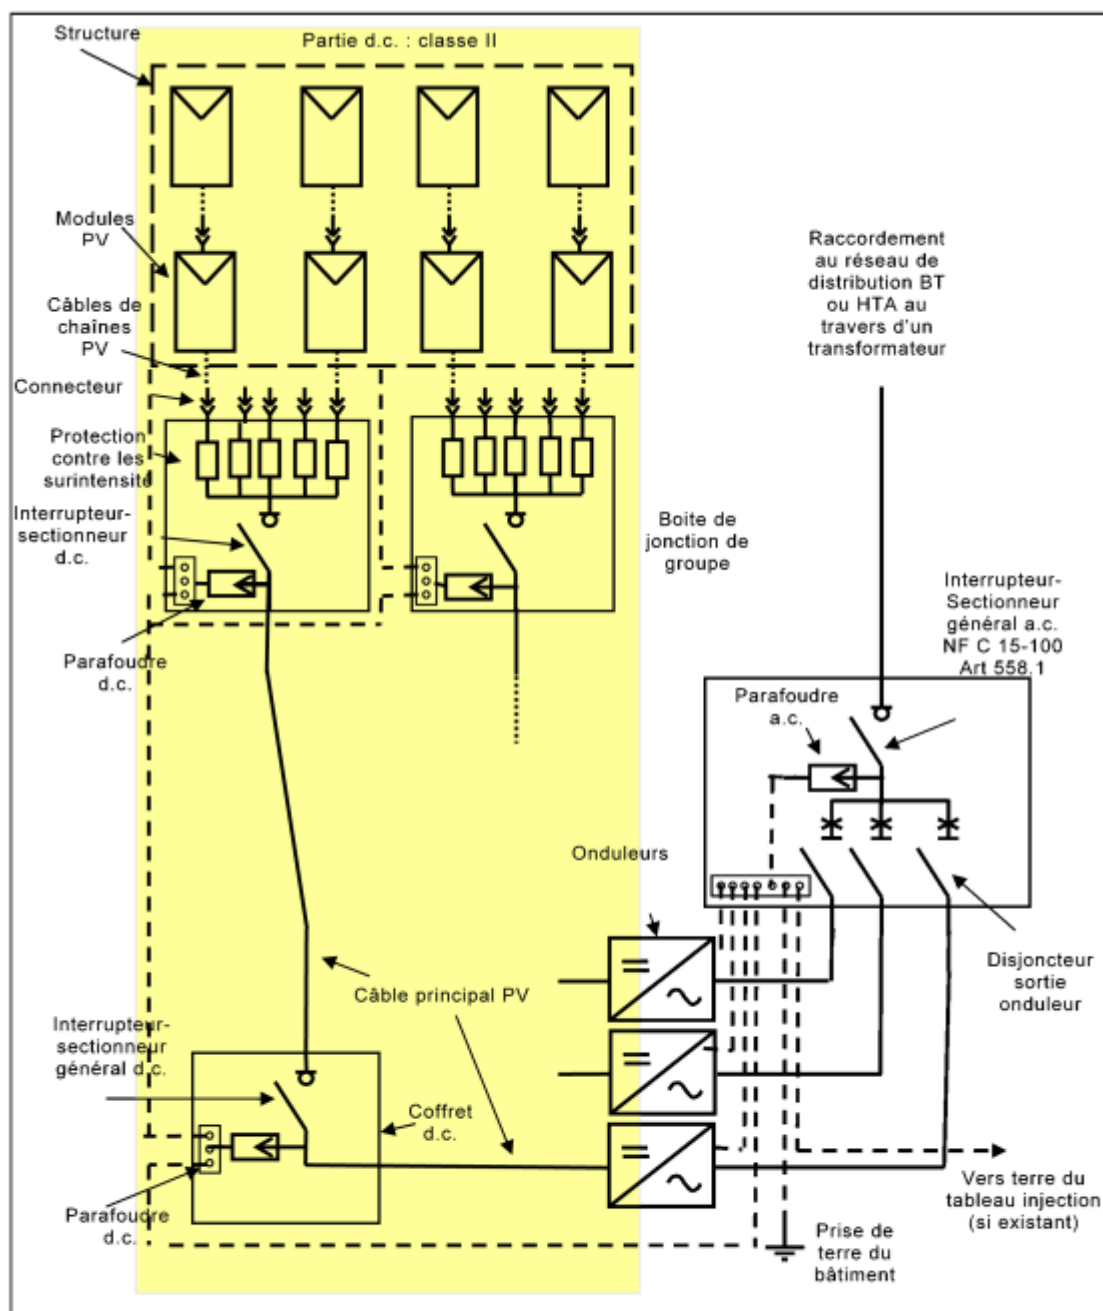 Structure
Partie d.c. : classe II
Modules
PV
Câbles de
chaînes
PV
Connecteur
Protection
contre les
surintensité
Interrupteur-
sectionneur
d.c.
Parafoudre
d.c.
Boite de
jonction de
groupe
Raccordement
au réseau de
distribution BT
ou HTA au
travers d'un
transformateur
Interrupteur-
Sectionneur
général a.c.
NF C 15-100
Art 558.1
Parafoudre
a.c.
Onduleurs
Disjoncteur
sortie
onduleur
Câble principal PV
Interrupteur-
sectionneur
général d.c.
Coffret
d.c.
Parafoudre
d.c.
Prise de
terre du
bâtiment
Vers terre du
tableau injection
(si existant)